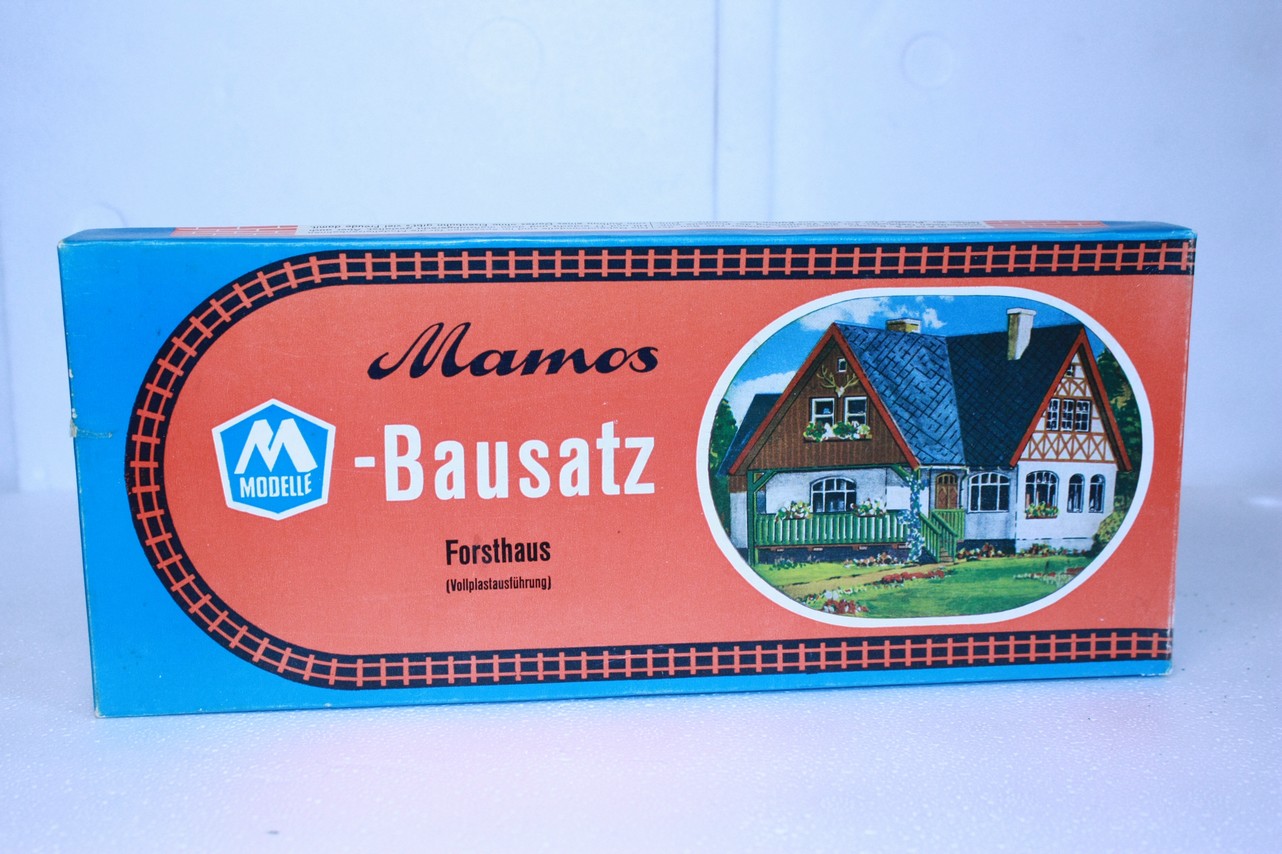 Mamos
M
MODELLE
-Bausatz
Forsthaus
(Vollplastausführung)